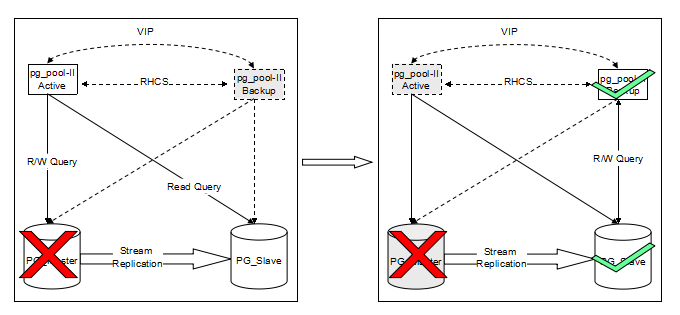 VIP
pg_pool-II
Active
RHCS
pg_pool-II
Backup
R/W Query
Read Query
Stream
Replication
PG_Slave
VIP
pg_pool-II
Active
RHCS
R/W Query
Stream
Replication